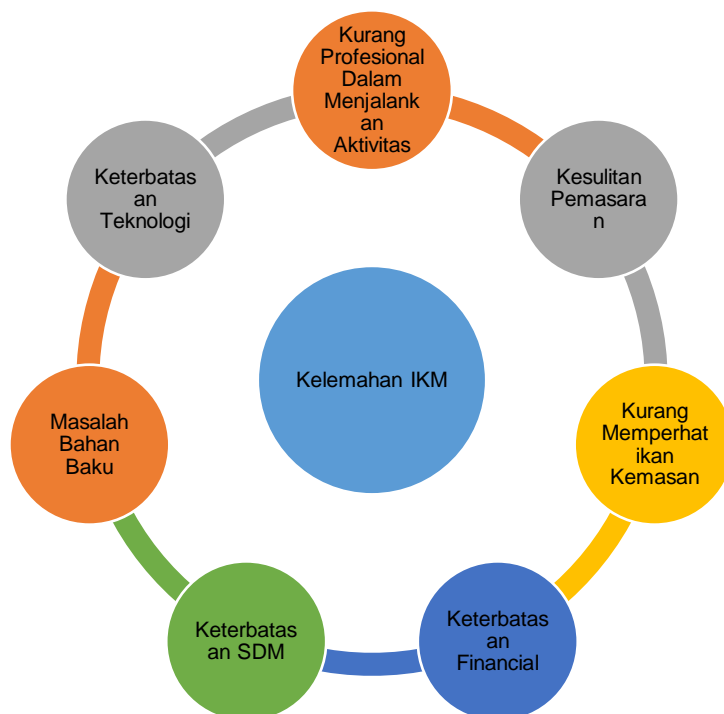 Kurang
Profesional
Dalam
Menjalank
an
Aktivitas
Kesulitan
Pemasara
n
Kurang
Memperhat
ikan
Kemasan
Keterbatas
an
Financial
Keterbatas
an SDM
Masalah
Bahan
Baku
Keterbatas
an
Teknologi
Kelemahan IKM